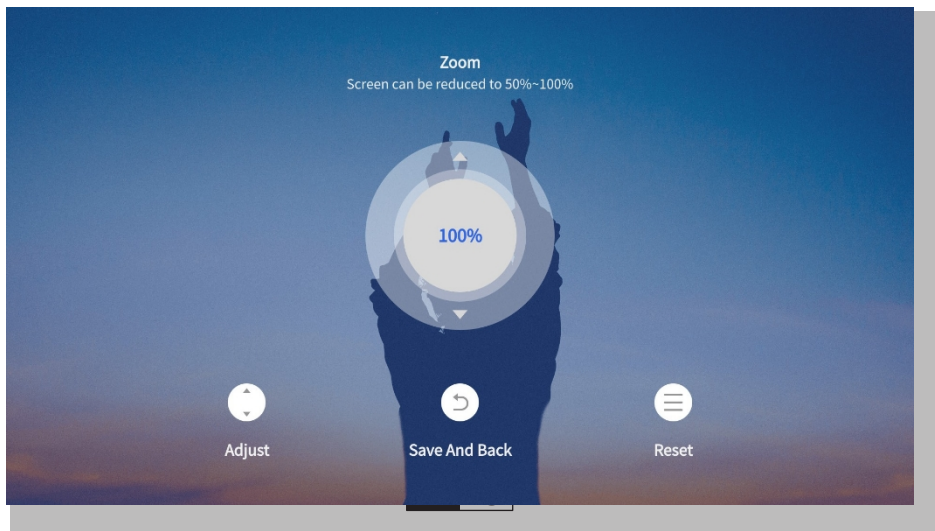 Zoom
Screen can be reduced to 50%~100%
100%
Adjust
Save And Back
Reset